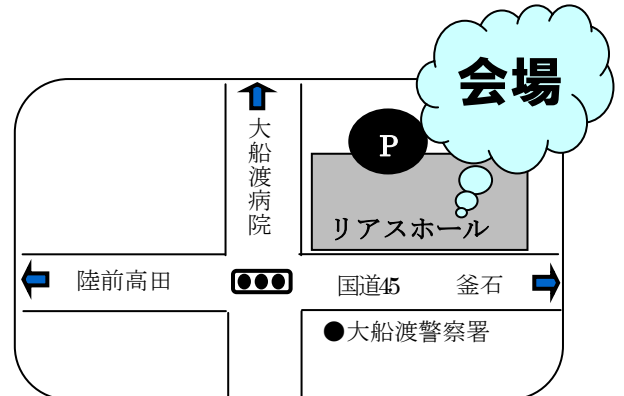 会場
大船渡病院
P
リアスホール
陸前高田
国道45
釜石
●大船渡警察署